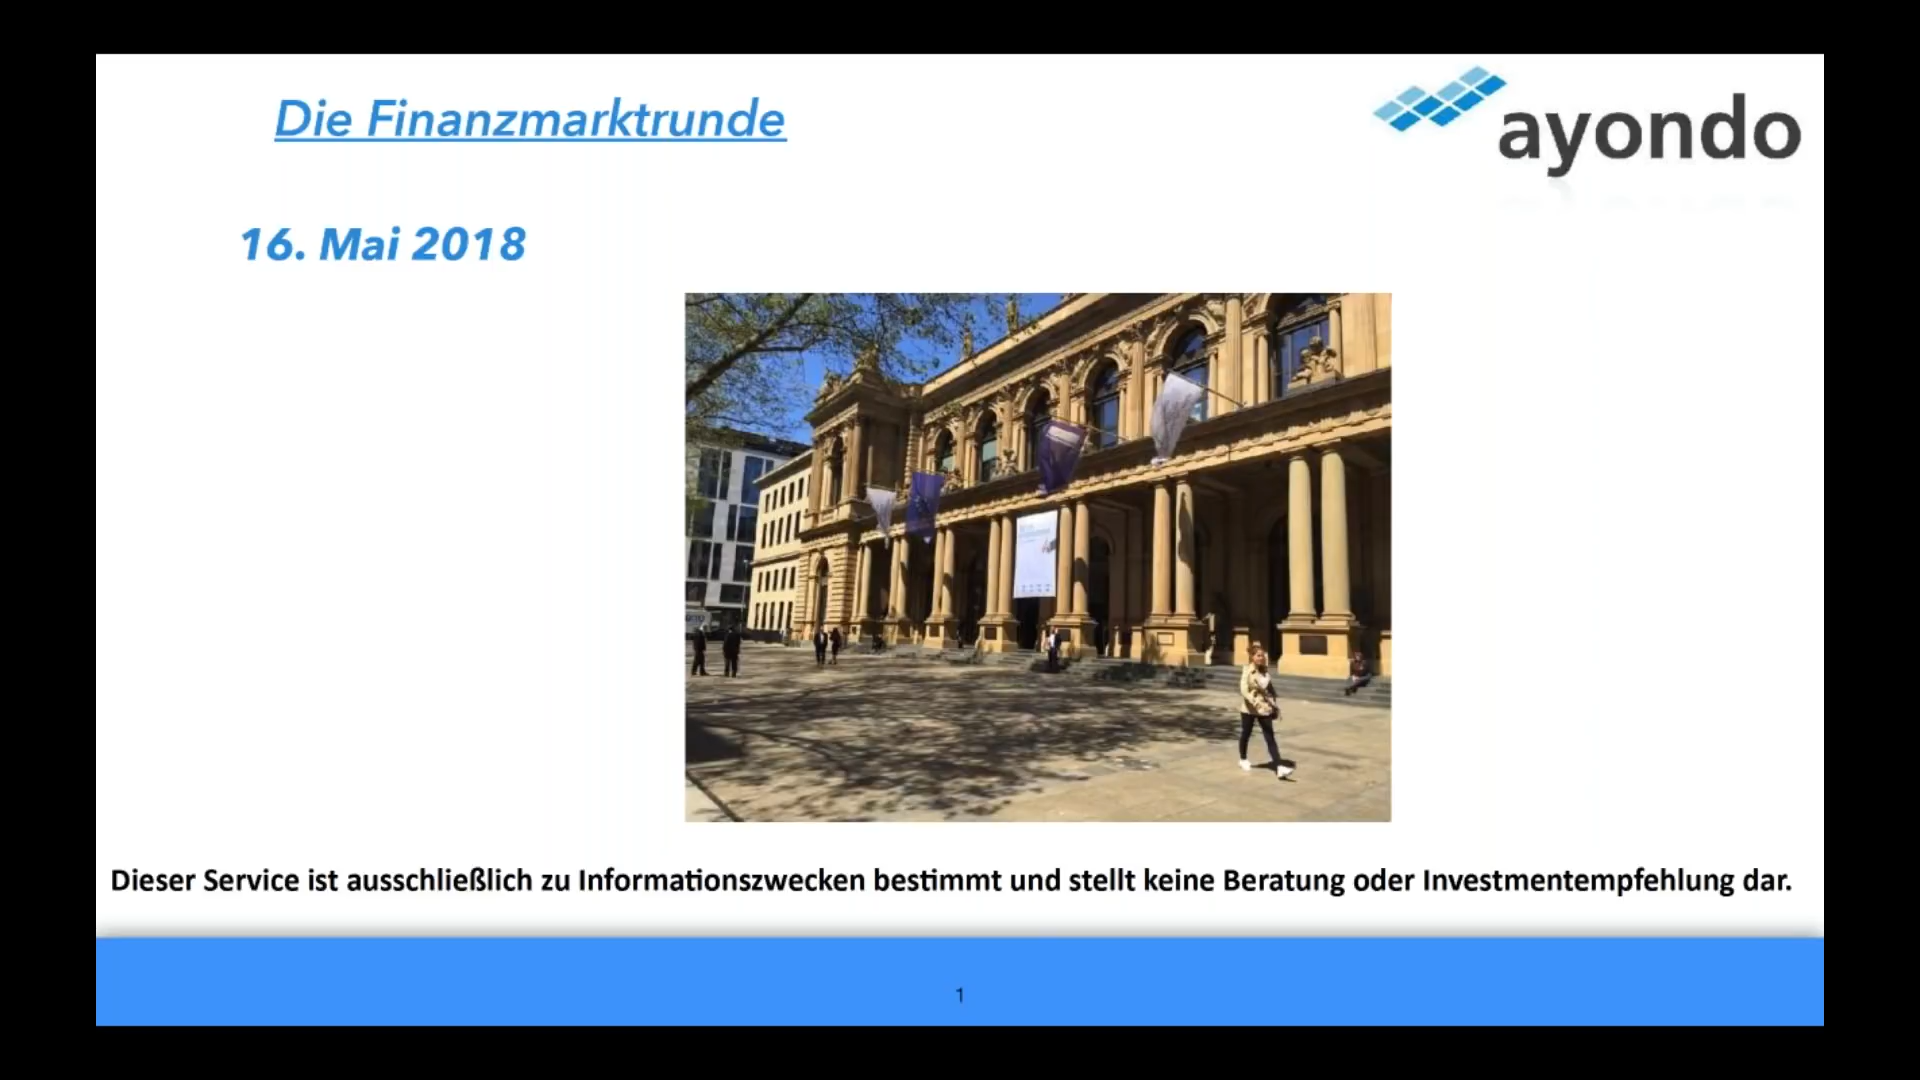 Die Finanzmarktrunde
ayondo
16. Mai 2018
Dieser Service ist ausschließlich zu Informationszwecken bestimmt und stellt keine Beratung oder Investmentempfehlung dar.
1